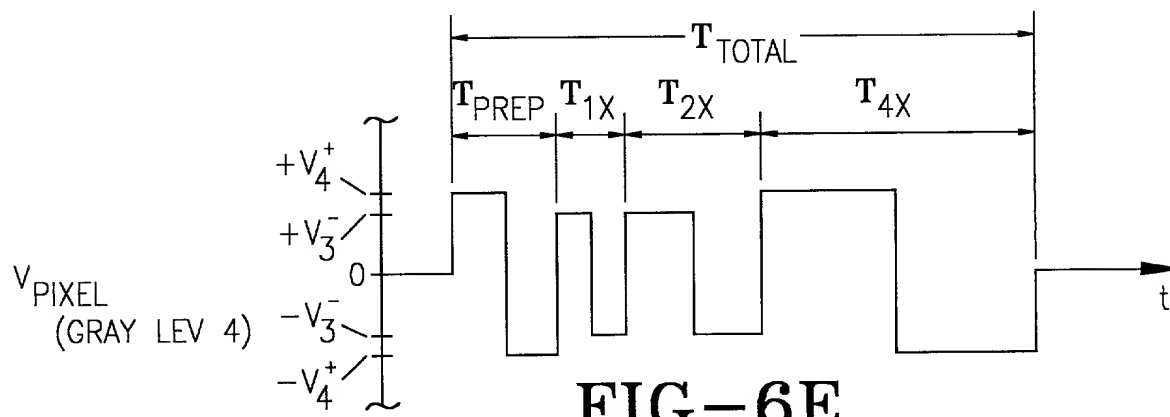 T_TOTAL
T_PREP T_1X T_2X T_4X
+V_4^+
+V_3^-
0
V_PIXEL
(GRAY LEV 4)
-V_3^-
-V_4^+
t
FIG-6E